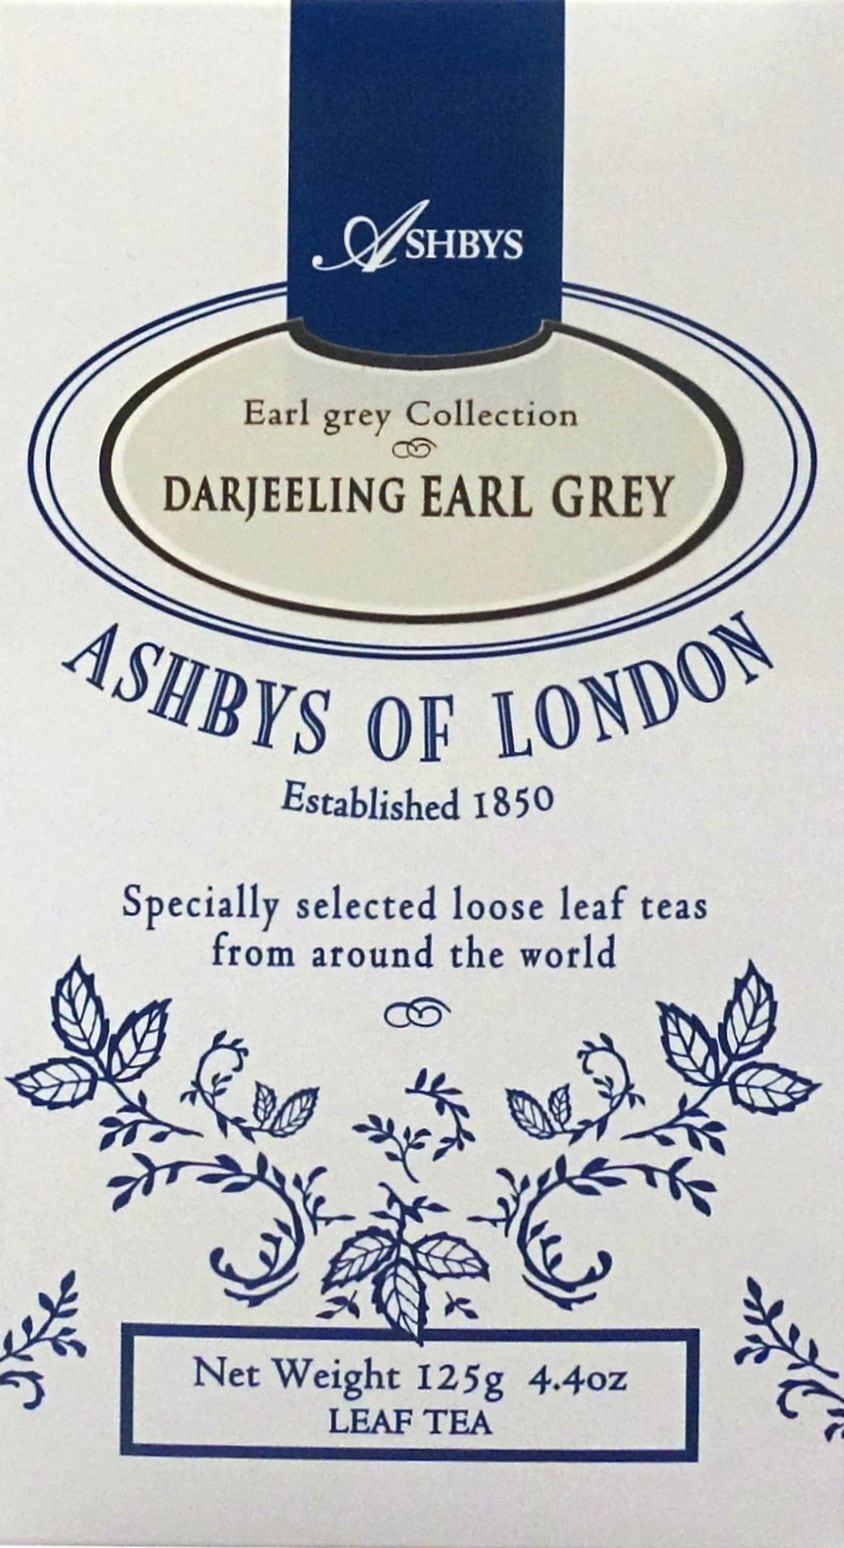 ASHBYS
Earl grey Collection
DARJEELING EARL GREY
ASHBYS OF LONDON
Established 1850
Specially selected loose leaf teas
from around the world
Net Weight 125g 4.4oz
LEAF TEA